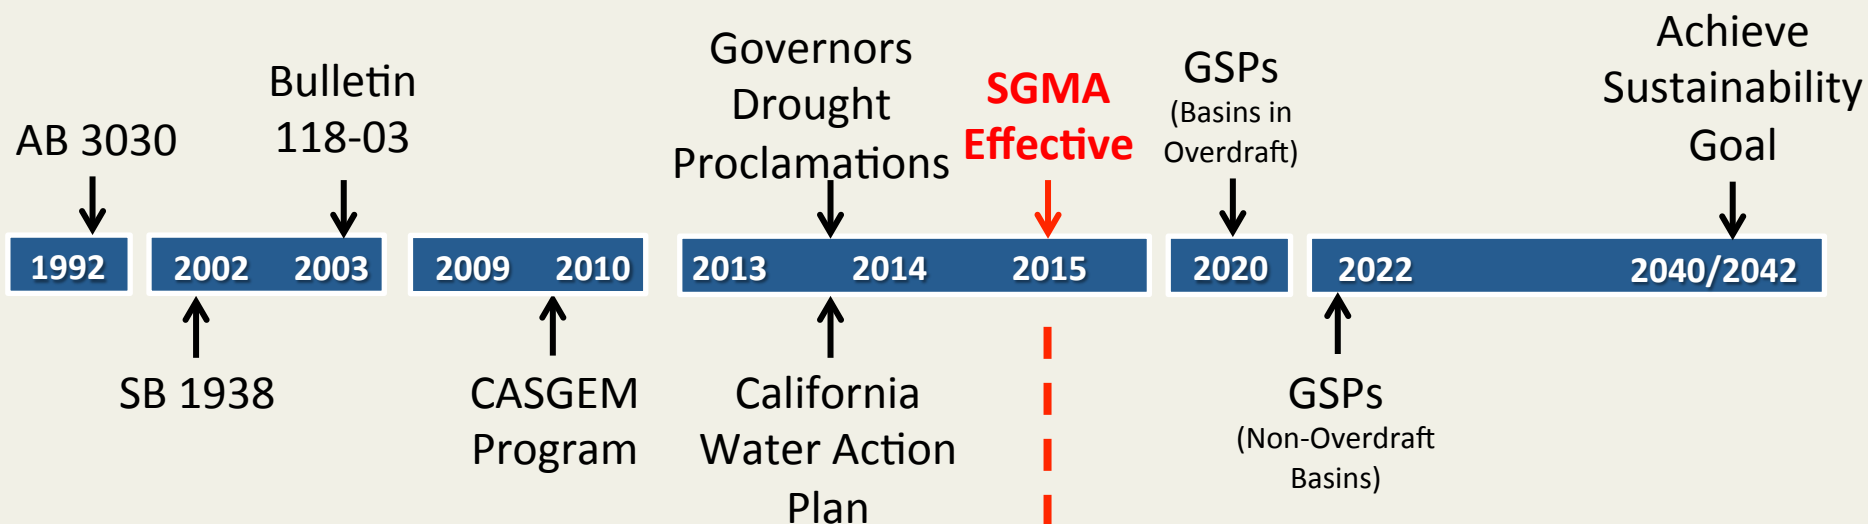 AB 3030
Bulletin
118-03
Governors
Drought
Proclamations
SGMA
Effective
GSPs
(Basins in
Overdraft)
Achieve
Sustainability
Goal
1992
2002 2003
2009 2010
2013 2014 2015
2020
2022 2040/2042
SB 1938
CASGEM
Program
California
Water Action
Plan
GSPs
(Non-Overdraft
Basins)